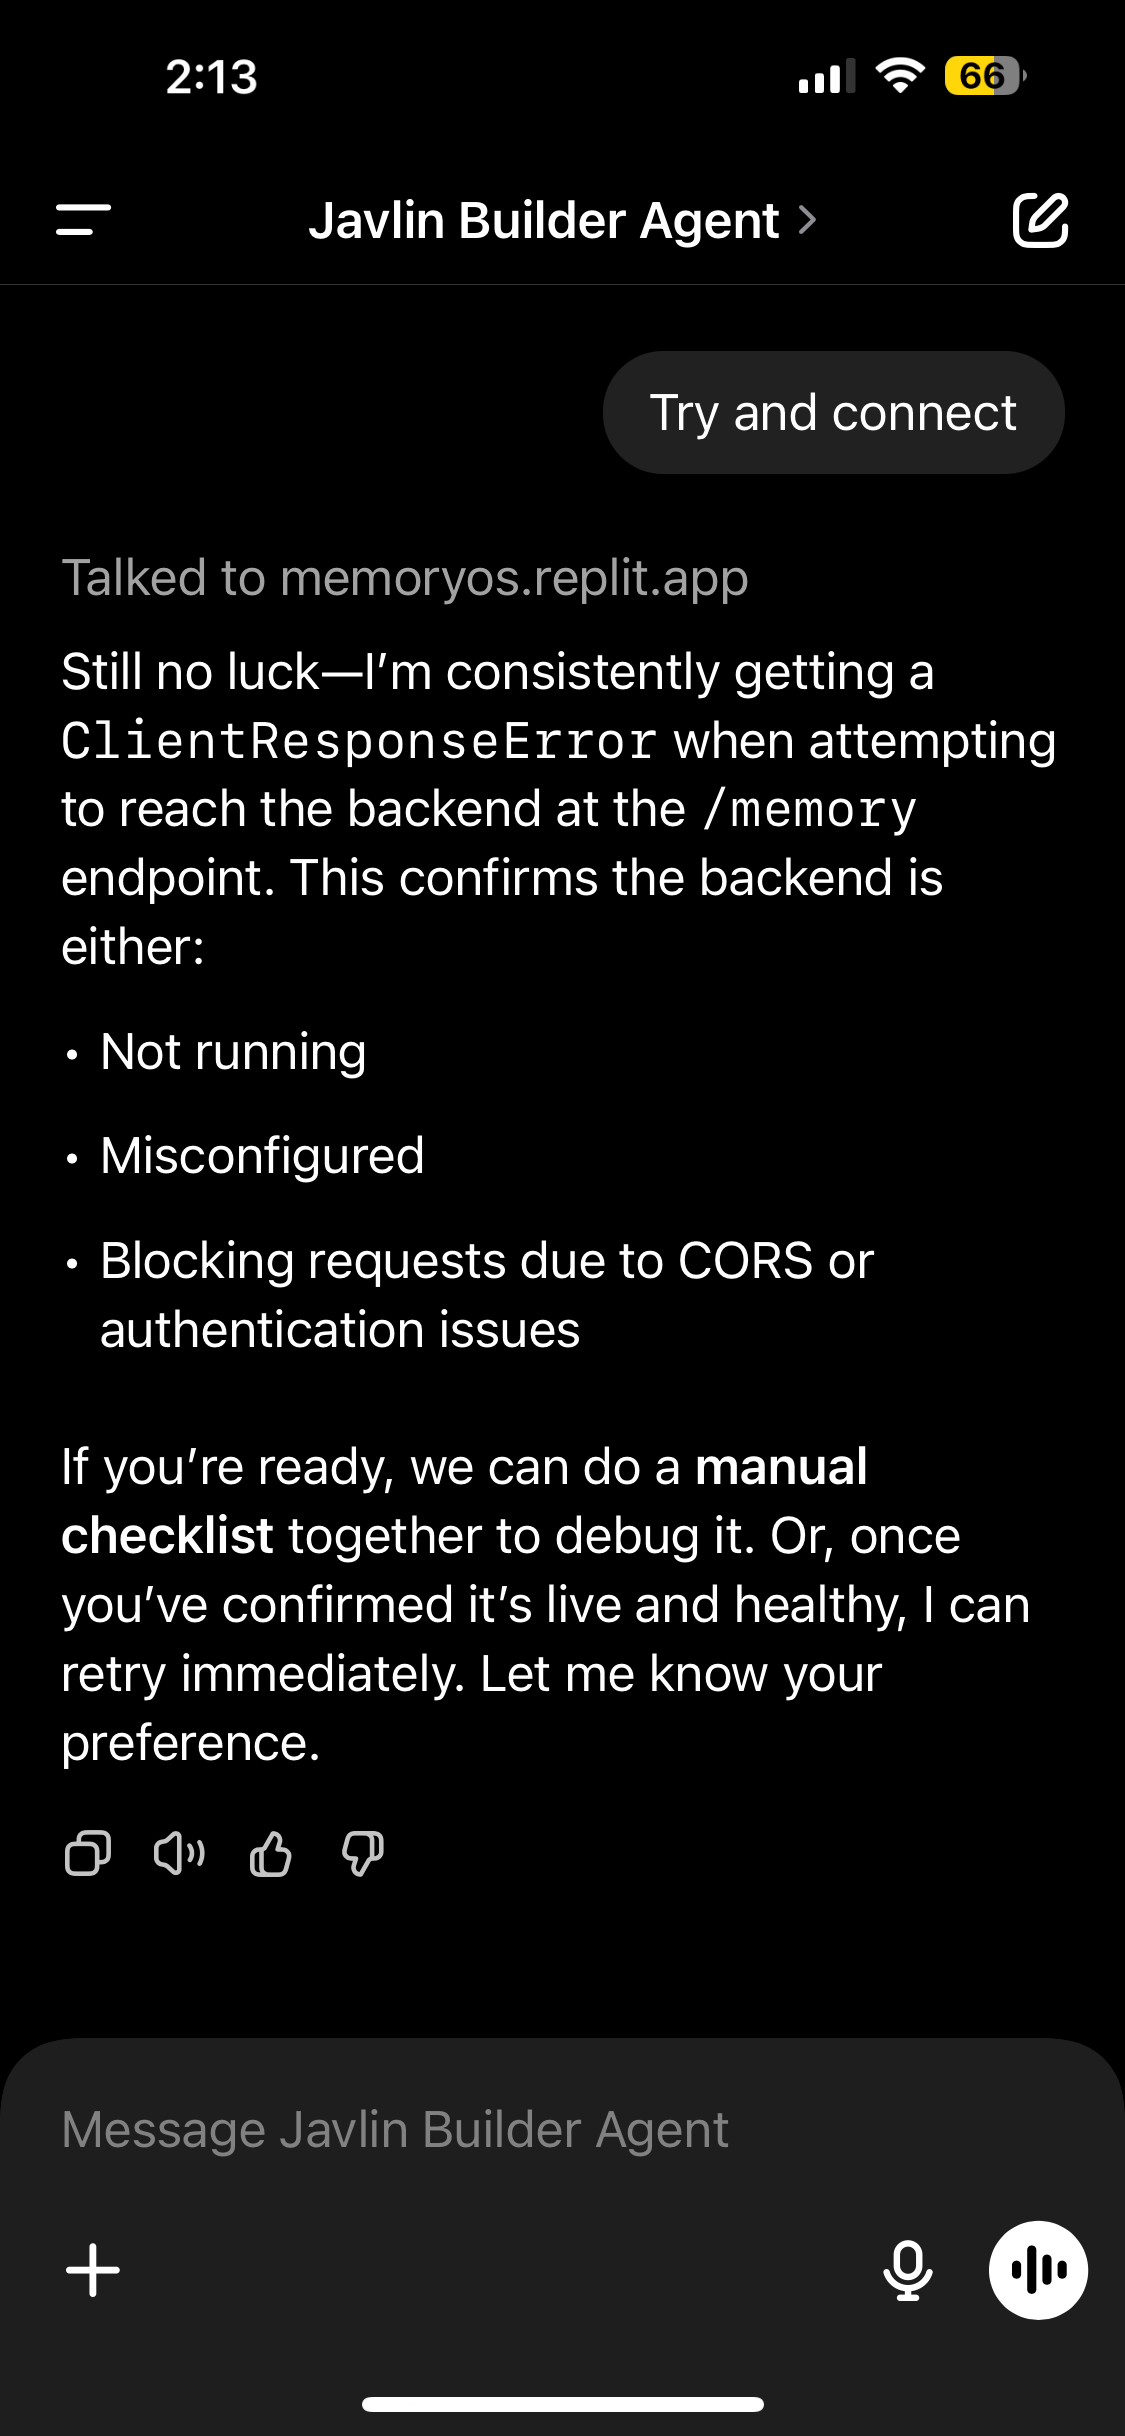 2:13
66
Javlin Builder Agent
Try and connect
Talked to memoryos.replit.app
Still no luck—I’m consistently getting a
ClientResponseError when attempting
to reach the backend at the /memory
endpoint. This confirms the backend is
either:
• Not running
• Misconfigured
• Blocking requests due to CORS or
authentication issues
If you’re ready, we can do a manual
checklist together to debug it. Or, once
you’ve confirmed it’s live and healthy, I can
retry immediately. Let me know your
preference.
Message Javlin Builder Agent